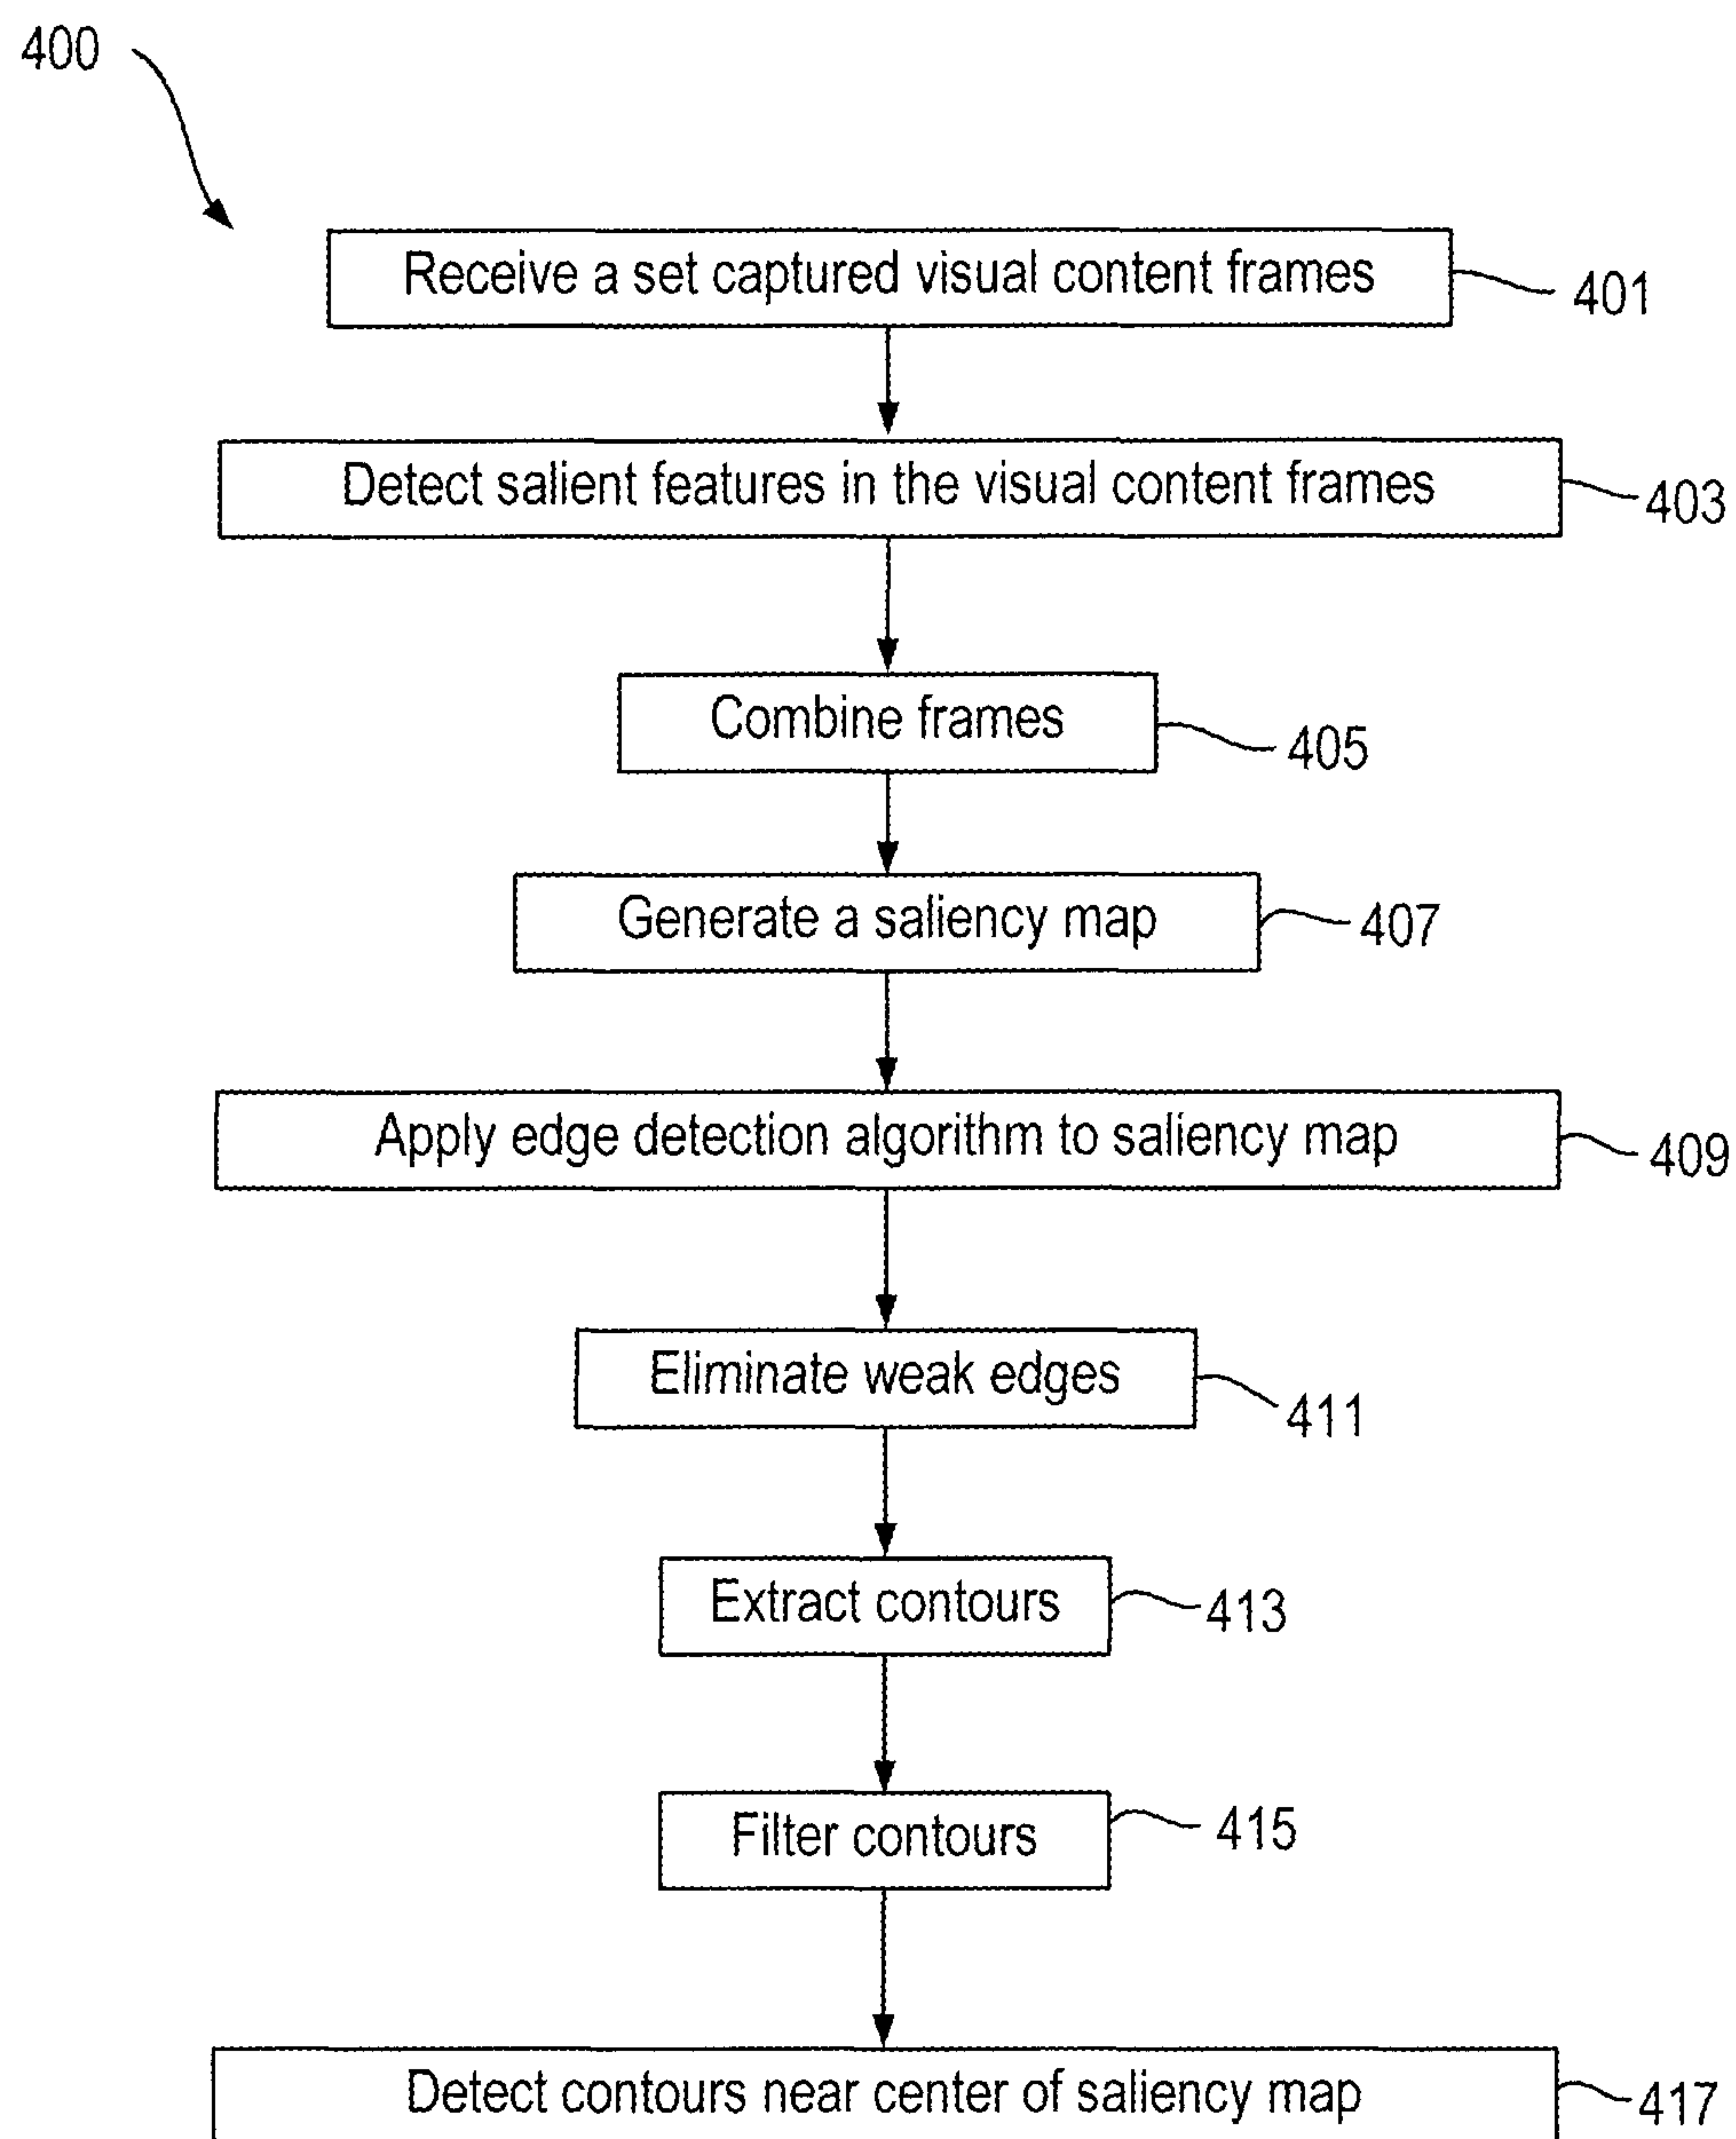 400
Receive a set captured visual content frames
401
Detect salient features in the visual content frames
403
Combine frames
405
Generate a saliency map
407
Apply edge detection algorithm to saliency map
409
Eliminate weak edges
411
Extract contours
413
Filter contours
415
Detect contours near center of saliency map
417